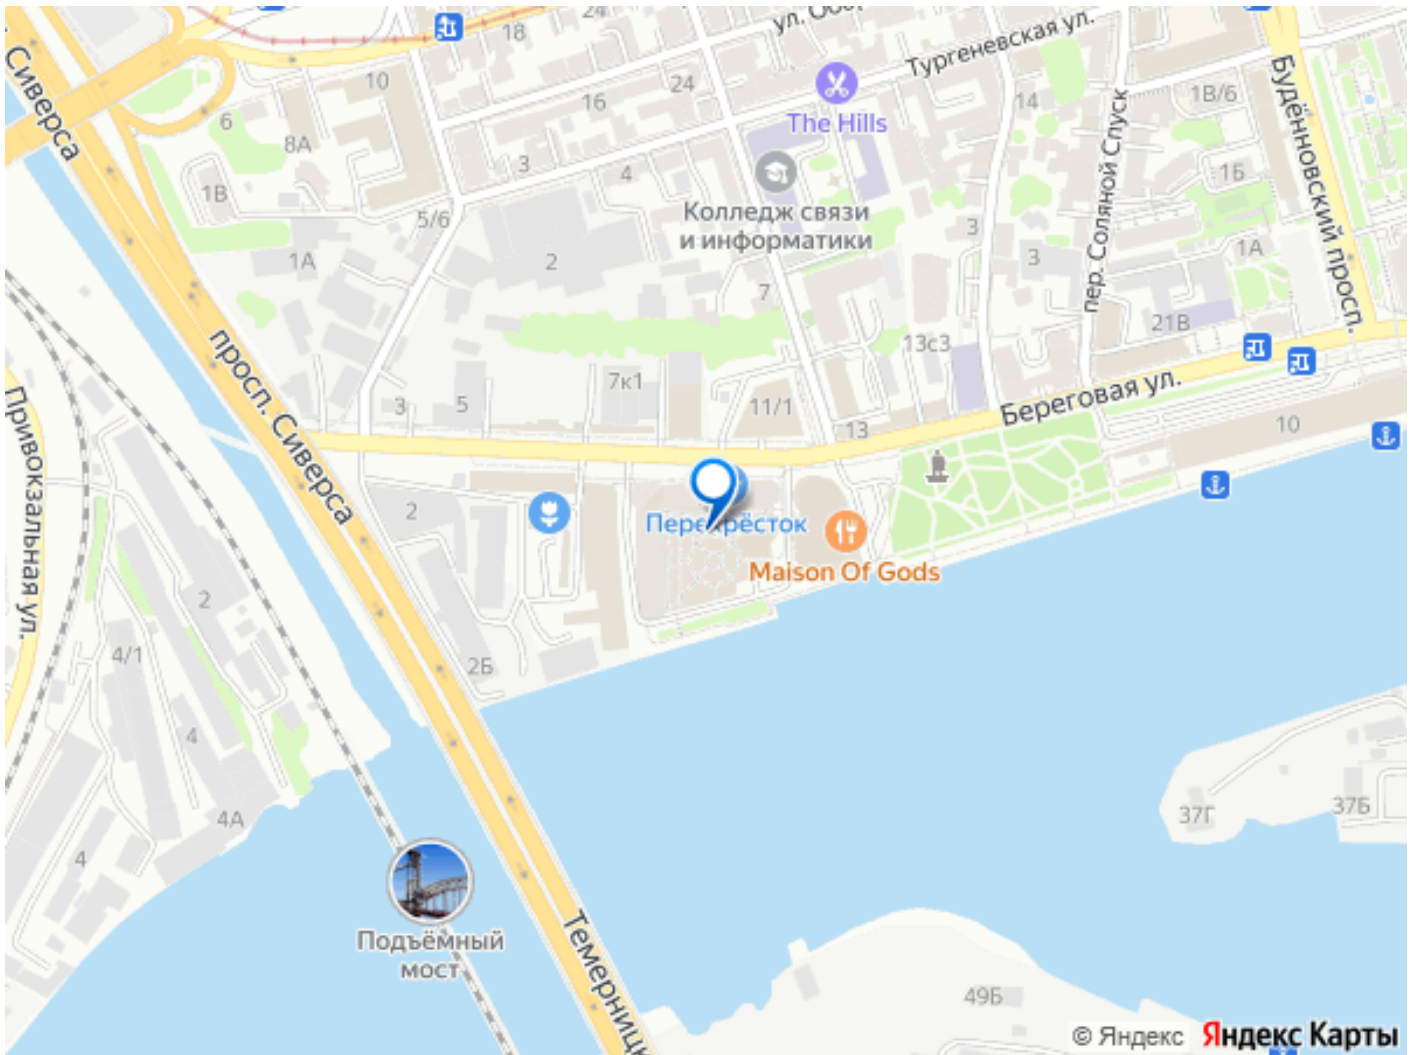 Сиверса
18
24
ул.
Тургеневская ул.
10
24
16
14
1В/6
6
8А
The Hills
Будённовский просп.
пер. Соляной Спуск
3
4
1Б
1В
5/6
Колледж связи
и информатики
3
3
1А
1А
2
7
21В
13с3
просп. Сиверса
7к1
3
5
11/1
Береговая ул.
13
10
Привокзальная ул.
2
Перекрёсток
Maison Of Gods
2
4/1
2Б
4
4А
37Г
37Б
4
Подъёмный
мост
49Б
© Яндекс Яндекс Карты